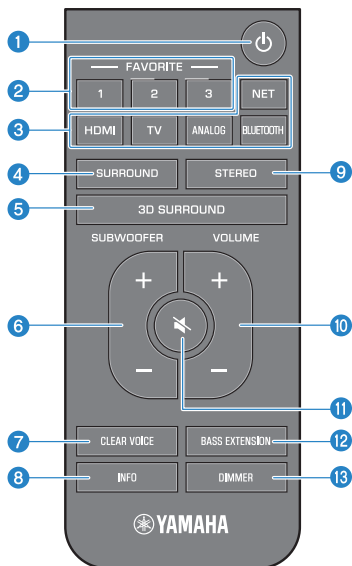 1
FAVORITE
2
1 2 3 NET
3
HDMI TV ANALOG BLUETOOTH
4 SURROUND STEREO 9
5 3D SURROUND
SUBWOOFER VOLUME
+ +
6 10
− −
11
7 CLEAR VOICE BASS EXTENSION 12
8 INFO DIMMER 13
YAMAHA